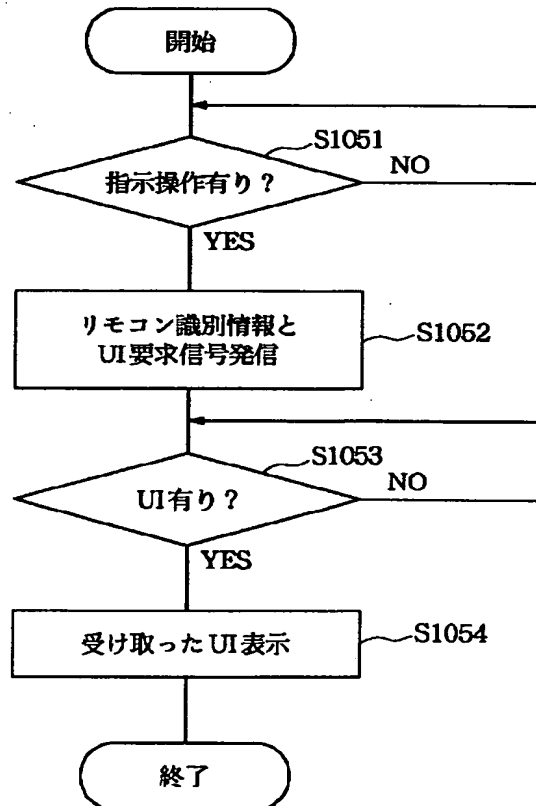 開始
S1051
指示操作有り？
NO
YES
リモコン識別情報と
UI要求信号発信
S1052
S1053
UI有り？
NO
YES
受け取ったUI表示
S1054
終了